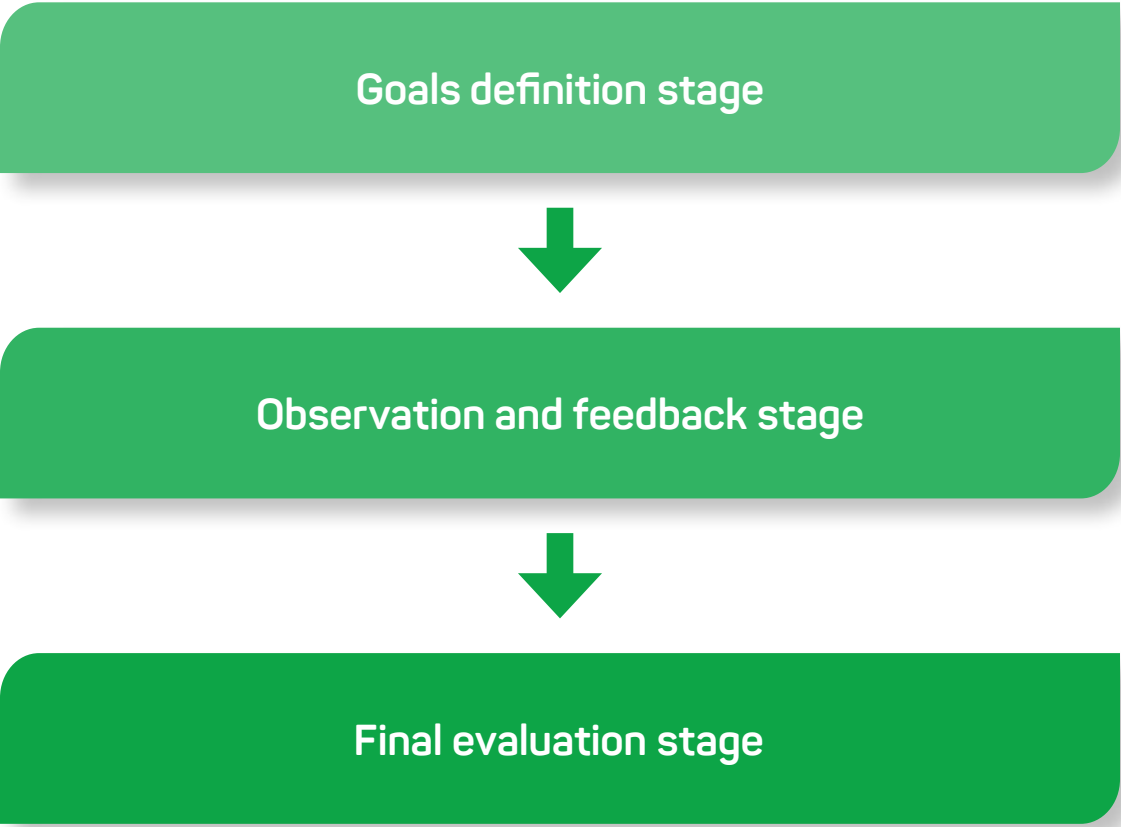 Goals definition stage
Observation and feedback stage
Final evaluation stage